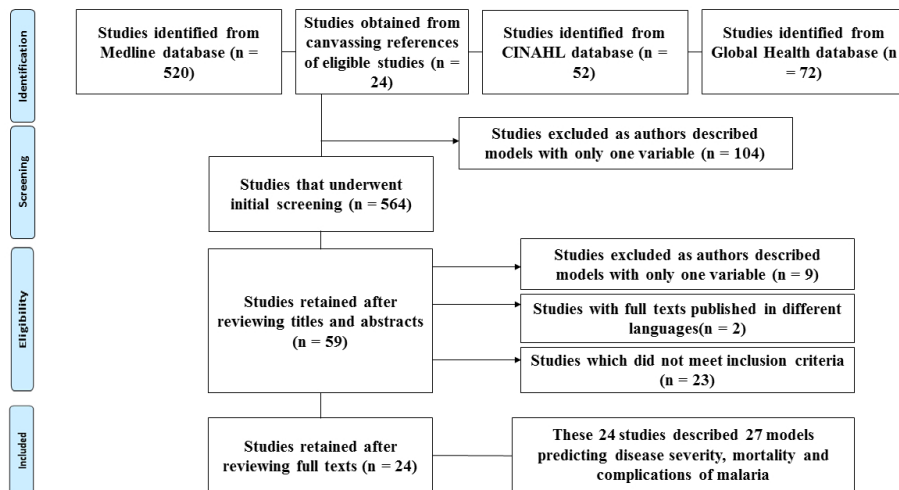 Identification
Studies identified from
Medline database (n =
520)
Studies obtained from
canvassing references
of eligible studies (n =
24)
Studies identified from
CINAHL database (n =
52)
Studies identified from
Global Health database (n
= 72)
Screening
Studies excluded as authors described
models with only one variable (n = 104)
Studies that underwent
initial screening (n = 564)
Eligibility
Studies retained after
reviewing titles and abstracts
(n = 59)
Studies excluded as authors described
models with only one variable (n = 9)
Studies with full texts published in different
languages(n = 2)
Studies which did not meet inclusion criteria
(n = 23)
Included
Studies retained after
reviewing full texts (n = 24)
These 24 studies described 27 models
predicting disease severity, mortality and
complications of malaria